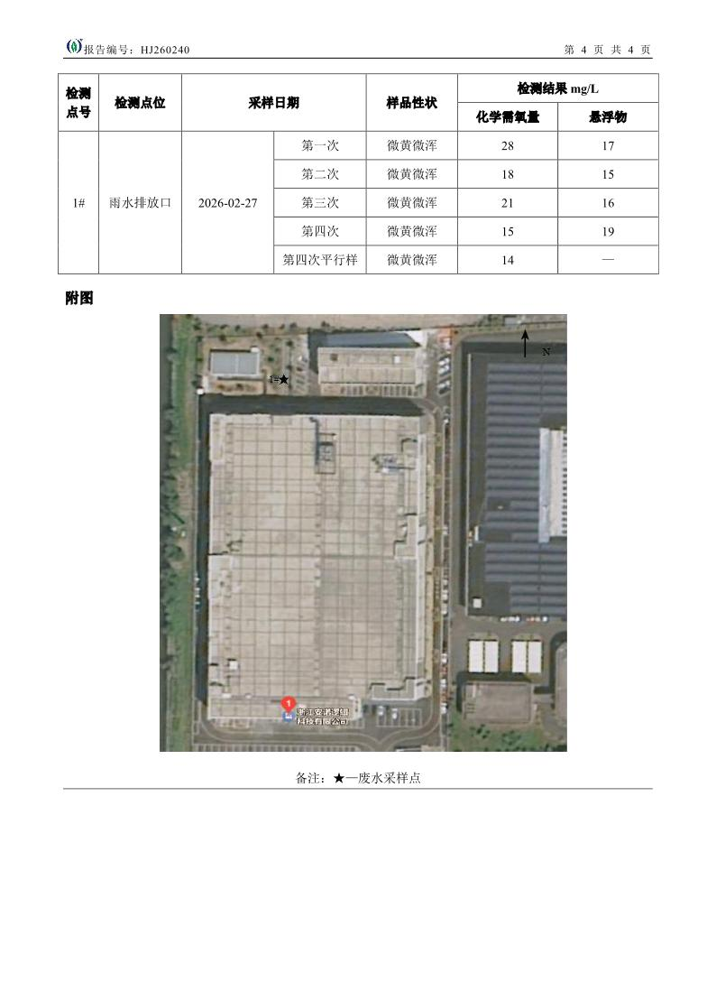 报告编号：HJ260240
第 4 页 共 4 页
检测点号 检测点位 采样日期 样品性状 检测结果 mg/L
化学需氧量 悬浮物
1# 雨水排放口 2026-02-27 第一次 微黄微浑 28 17
第二次 微黄微浑 18 15
第三次 微黄微浑 21 16
第四次 微黄微浑 15 19
第四次平行样 微黄微浑 14 —
附图
N
1#★
1
浙江安诺逻辑
科技有限公司
备注：★—废水采样点